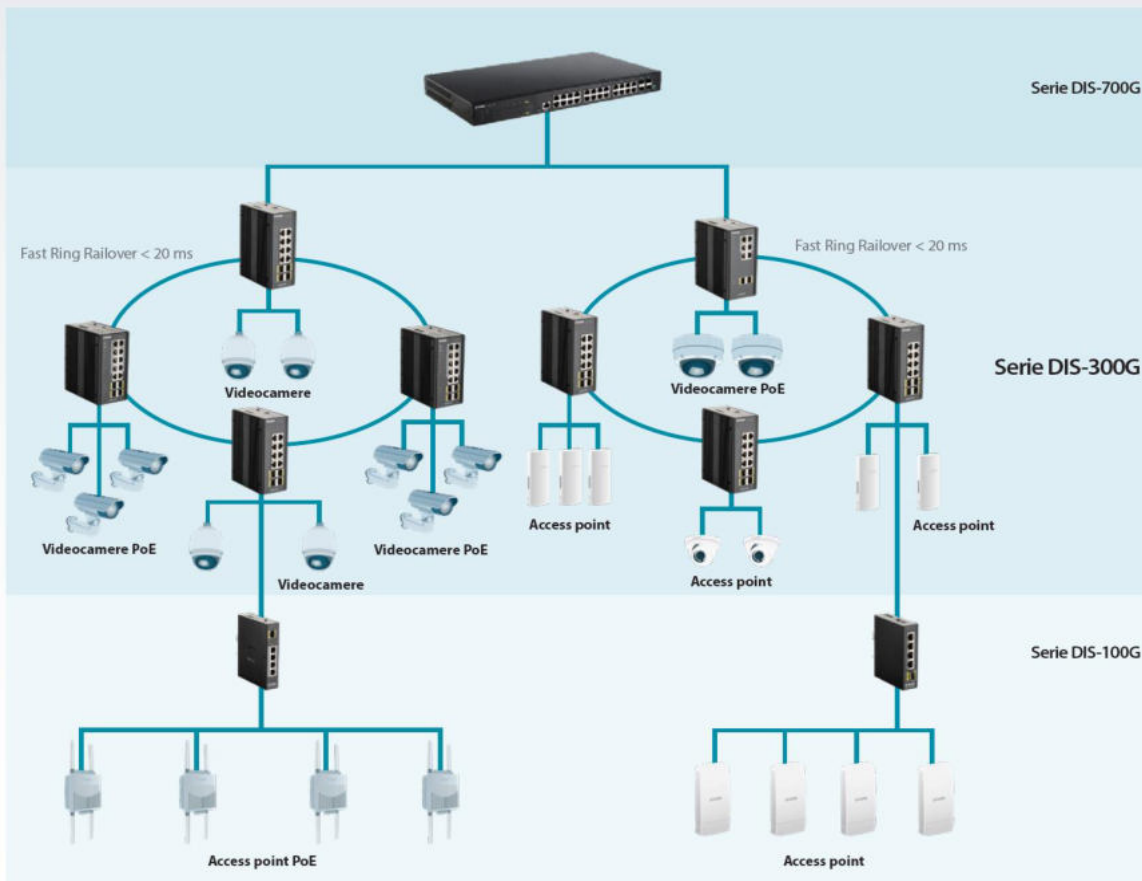 Serie DIS-700G
Fast Ring Railover < 20 ms
Fast Ring Railover < 20 ms
Serie DIS-300G
Videocamere
Videocamere PoE
Videocamere PoE
Videocamere PoE
Videocamere
Access point
Access point
Access point
Serie DIS-100G
Access point PoE
Access point